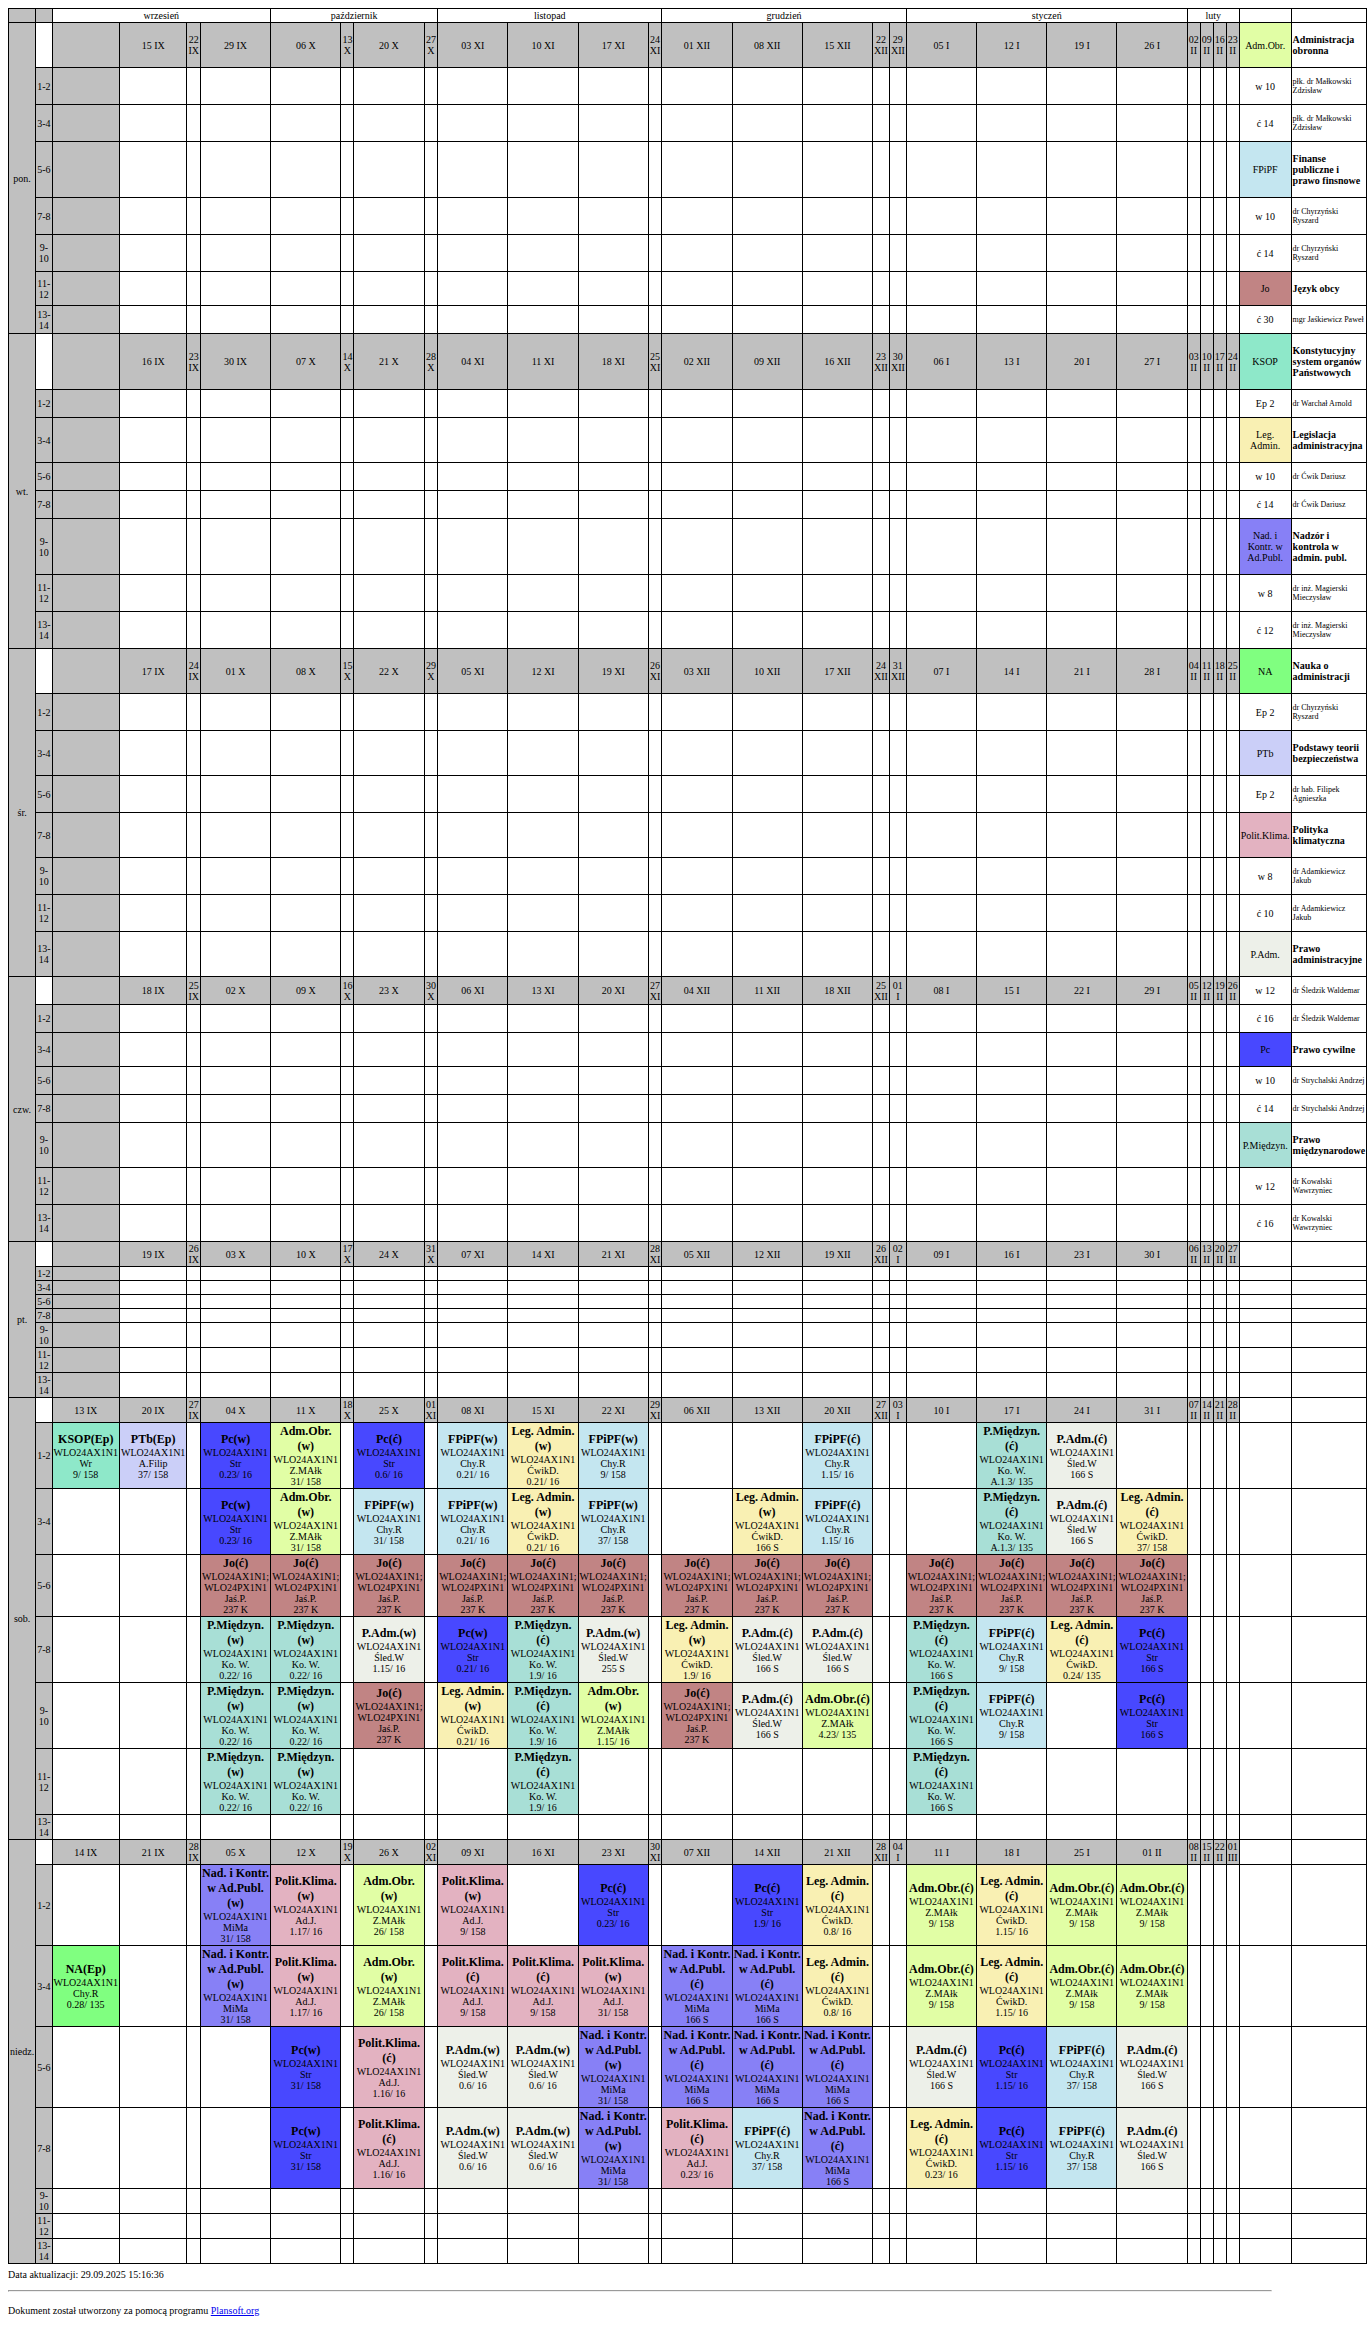 wrzesień październik listopad grudzień styczeń luty
pon. 15 IX 22 IX 29 IX 06 X 13 X 20 X 27 X 03 XI 10 XI 17 XI 24 XI 01 XII 08 XII 15 XII 22 XII 29 XII 05 I 12 I 19 I 26 I 02 II 09 II 16 II 23 II Adm.Obr. Administracja obronna
1-2 w 10 płk. dr Małkowski Zdzisław
3-4 ć 14 płk. dr Małkowski Zdzisław
5-6 FPiPF Finanse publiczne i prawo finsnowe
7-8 w 10 dr Chyrzyński Ryszard
9-10 ć 14 dr Chyrzyński Ryszard
11-12 Jo Język obcy
13-14 ć 30 mgr Jaśkiewicz Paweł
wt. 16 IX 23 IX 30 IX 07 X 14 X 21 X 28 X 04 XI 11 XI 18 XI 25 XI 02 XII 09 XII 16 XII 23 XII 30 XII 06 I 13 I 20 I 27 I 03 II 10 II 17 II 24 II KSOP Konstytucyjny system organów Państwowych
1-2 Ep 2 dr Warchał Arnold
3-4 Leg. Admin. Legislacja administracyjna
5-6 w 10 dr Ćwik Dariusz
7-8 ć 14 dr Ćwik Dariusz
9-10 Nad. i Kontr. w Ad.Publ. Nadzór i kontrola w admin. publ.
11-12 w 8 dr inż. Magierski Mieczysław
13-14 ć 12 dr inż. Magierski Mieczysław
śr. 17 IX 24 IX 01 X 08 X 15 X 22 X 29 X 05 XI 12 XI 19 XI 26 XI 03 XII 10 XII 17 XII 24 XII 31 XII 07 I 14 I 21 I 28 I 04 II 11 II 18 II 25 II NA Nauka o administracji
1-2 Ep 2 dr Chyrzyński Ryszard
3-4 PTb Podstawy teorii bezpieczeństwa
5-6 Ep 2 dr hab. Filipek Agnieszka
7-8 Polit.Klima. Polityka klimatyczna
9-10 w 8 dr Adamkiewicz Jakub
11-12 ć 10 dr Adamkiewicz Jakub
13-14 P.Adm. Prawo administracyjne
czw. 18 IX 25 IX 02 X 09 X 16 X 23 X 30 X 06 XI 13 XI 20 XI 27 XI 04 XII 11 XII 18 XII 25 XII 01 I 08 I 15 I 22 I 29 I 05 II 12 II 19 II 26 II w 12 dr Śledzik Waldemar
1-2 ć 16 dr Śledzik Waldemar
3-4 Pc Prawo cywilne
5-6 w 10 dr Strychalski Andrzej
7-8 ć 14 dr Strychalski Andrzej
9-10 P.Międzyn. Prawo międzynarodowe
11-12 w 12 dr Kowalski Wawrzyniec
13-14 ć 16 dr Kowalski Wawrzyniec
pt. 19 IX 26 IX 03 X 10 X 17 X 24 X 31 X 07 XI 14 XI 21 XI 28 XI 05 XII 12 XII 19 XII 26 XII 02 I 09 I 16 I 23 I 30 I 06 II 13 II 20 II 27 II
1-2
3-4
5-6
7-8
9-10
11-12
13-14
sob. 13 IX 20 IX 27 IX 04 X 11 X 18 X 25 X 01 XI 08 XI 15 XI 22 XI 29 XI 06 XII 13 XII 20 XII 27 XII 03 I 10 I 17 I 24 I 31 I 07 II 14 II 21 II 28 II
1-2 KSOP(Ep) WLO24AX1N1 Wr 9/ 158 PTb(Ep) WLO24AX1N1 A.Filip 37/ 158 Pc(w) WLO24AX1N1 Str 0.23/ 16 Adm.Obr.(w) WLO24AX1N1 Z.MAłk 31/ 158 Pc(ć) WLO24AX1N1 Str 0.6/ 16 FPiPF(w) WLO24AX1N1 Chy.R 0.21/ 16 Leg. Admin.(w) WLO24AX1N1 ĆwikD. 0.21/ 16 FPiPF(w) WLO24AX1N1 Chy.R 9/ 158 FPiPF(ć) WLO24AX1N1 Chy.R 1.15/ 16 P.Międzyn.(ć) WLO24AX1N1 Ko. W. A.1.3/ 135 P.Adm.(ć) WLO24AX1N1 Śled.W 166 S
3-4 Pc(w) WLO24AX1N1 Str 0.23/ 16 Adm.Obr.(w) WLO24AX1N1 Z.MAłk 31/ 158 FPiPF(w) WLO24AX1N1 Chy.R 31/ 158 FPiPF(w) WLO24AX1N1 Chy.R 0.21/ 16 Leg. Admin.(w) WLO24AX1N1 ĆwikD. 0.21/ 16 FPiPF(w) WLO24AX1N1 Chy.R 37/ 158 Leg. Admin.(w) WLO24AX1N1 ĆwikD. 166 S FPiPF(ć) WLO24AX1N1 Chy.R 1.15/ 16 P.Międzyn.(ć) WLO24AX1N1 Ko. W. A.1.3/ 135 P.Adm.(ć) WLO24AX1N1 Śled.W 166 S Leg. Admin.(ć) WLO24AX1N1 ĆwikD. 37/ 158
5-6 Jo(ć) WLO24AX1N1; WLO24PX1N1 Jaś.P. 237 K Jo(ć) WLO24AX1N1; WLO24PX1N1 Jaś.P. 237 K Jo(ć) WLO24AX1N1; WLO24PX1N1 Jaś.P. 237 K Jo(ć) WLO24AX1N1; WLO24PX1N1 Jaś.P. 237 K Jo(ć) WLO24AX1N1; WLO24PX1N1 Jaś.P. 237 K Jo(ć) WLO24AX1N1; WLO24PX1N1 Jaś.P. 237 K Jo(ć) WLO24AX1N1; WLO24PX1N1 Jaś.P. 237 K Jo(ć) WLO24AX1N1; WLO24PX1N1 Jaś.P. 237 K Jo(ć) WLO24AX1N1; WLO24PX1N1 Jaś.P. 237 K Jo(ć) WLO24AX1N1; WLO24PX1N1 Jaś.P. 237 K Jo(ć) WLO24AX1N1; WLO24PX1N1 Jaś.P. 237 K Jo(ć) WLO24AX1N1; WLO24PX1N1 Jaś.P. 237 K Jo(ć) WLO24AX1N1; WLO24PX1N1 Jaś.P. 237 K
7-8 P.Międzyn.(w) WLO24AX1N1 Ko. W. 0.22/ 16 P.Międzyn.(w) WLO24AX1N1 Ko. W. 0.22/ 16 P.Adm.(w) WLO24AX1N1 Śled.W 1.15/ 16 Pc(w) WLO24AX1N1 Str 0.21/ 16 P.Międzyn.(ć) WLO24AX1N1 Ko. W. 1.9/ 16 P.Adm.(w) WLO24AX1N1 Śled.W 255 S Leg. Admin.(w) WLO24AX1N1 ĆwikD. 1.9/ 16 P.Adm.(ć) WLO24AX1N1 Śled.W 166 S P.Adm.(ć) WLO24AX1N1 Śled.W 166 S P.Międzyn.(ć) WLO24AX1N1 Ko. W. 166 S FPiPF(ć) WLO24AX1N1 Chy.R 9/ 158 Leg. Admin.(ć) WLO24AX1N1 ĆwikD. 0.24/ 135 Pc(ć) WLO24AX1N1 Str 166 S
9-10 P.Międzyn.(w) WLO24AX1N1 Ko. W. 0.22/ 16 P.Międzyn.(w) WLO24AX1N1 Ko. W. 0.22/ 16 Jo(ć) WLO24AX1N1; WLO24PX1N1 Jaś.P. 237 K Leg. Admin.(w) WLO24AX1N1 ĆwikD. 0.21/ 16 P.Międzyn.(ć) WLO24AX1N1 Ko. W. 1.9/ 16 Adm.Obr.(w) WLO24AX1N1 Z.MAłk 1.15/ 16 Jo(ć) WLO24AX1N1; WLO24PX1N1 Jaś.P. 237 K P.Adm.(ć) WLO24AX1N1 Śled.W 166 S Adm.Obr.(ć) WLO24AX1N1 Z.MAłk 4.23/ 135 P.Międzyn.(ć) WLO24AX1N1 Ko. W. 166 S FPiPF(ć) WLO24AX1N1 Chy.R 9/ 158 Pc(ć) WLO24AX1N1 Str 166 S
11-12 P.Międzyn.(w) WLO24AX1N1 Ko. W. 0.22/ 16 P.Międzyn.(w) WLO24AX1N1 Ko. W. 0.22/ 16 P.Międzyn.(ć) WLO24AX1N1 Ko. W. 1.9/ 16 P.Międzyn.(ć) WLO24AX1N1 Ko. W. 166 S
13-14
niedz. 14 IX 21 IX 28 IX 05 X 12 X 19 X 26 X 02 XI 09 XI 16 XI 23 XI 30 XI 07 XII 14 XII 21 XII 28 XII 04 I 11 I 18 I 25 I 01 II 08 II 15 II 22 II 01 III
1-2 Nad. i Kontr. w Ad.Publ.(w) WLO24AX1N1 MiMa 31/ 158 Polit.Klima.(w) WLO24AX1N1 Ad.J. 1.17/ 16 Adm.Obr.(w) WLO24AX1N1 Z.MAłk 26/ 158 Polit.Klima.(w) WLO24AX1N1 Ad.J. 9/ 158 Pc(ć) WLO24AX1N1 Str 0.23/ 16 Pc(ć) WLO24AX1N1 Str 1.9/ 16 Leg. Admin.(ć) WLO24AX1N1 ĆwikD. 0.8/ 16 Adm.Obr.(ć) WLO24AX1N1 Z.MAłk 9/ 158 Leg. Admin.(ć) WLO24AX1N1 ĆwikD. 1.15/ 16 Adm.Obr.(ć) WLO24AX1N1 Z.MAłk 9/ 158 Adm.Obr.(ć) WLO24AX1N1 Z.MAłk 9/ 158
3-4 NA(Ep) WLO24AX1N1 Chy.R 0.28/ 135 Nad. i Kontr. w Ad.Publ.(w) WLO24AX1N1 MiMa 31/ 158 Polit.Klima.(w) WLO24AX1N1 Ad.J. 1.17/ 16 Adm.Obr.(w) WLO24AX1N1 Z.MAłk 26/ 158 Polit.Klima.(ć) WLO24AX1N1 Ad.J. 9/ 158 Polit.Klima.(ć) WLO24AX1N1 Ad.J. 9/ 158 Polit.Klima.(w) WLO24AX1N1 Ad.J. 31/ 158 Nad. i Kontr. w Ad.Publ.(ć) WLO24AX1N1 MiMa 166 S Nad. i Kontr. w Ad.Publ.(ć) WLO24AX1N1 MiMa 166 S Leg. Admin.(ć) WLO24AX1N1 ĆwikD. 0.8/ 16 Adm.Obr.(ć) WLO24AX1N1 Z.MAłk 9/ 158 Leg. Admin.(ć) WLO24AX1N1 ĆwikD. 1.15/ 16 Adm.Obr.(ć) WLO24AX1N1 Z.MAłk 9/ 158 Adm.Obr.(ć) WLO24AX1N1 Z.MAłk 9/ 158
5-6 Pc(w) WLO24AX1N1 Str 31/ 158 Polit.Klima.(ć) WLO24AX1N1 Ad.J. 1.16/ 16 P.Adm.(w) WLO24AX1N1 Śled.W 0.6/ 16 P.Adm.(w) WLO24AX1N1 Śled.W 0.6/ 16 Nad. i Kontr. w Ad.Publ.(w) WLO24AX1N1 MiMa 31/ 158 Nad. i Kontr. w Ad.Publ.(ć) WLO24AX1N1 MiMa 166 S Nad. i Kontr. w Ad.Publ.(ć) WLO24AX1N1 MiMa 166 S Nad. i Kontr. w Ad.Publ.(ć) WLO24AX1N1 MiMa 166 S P.Adm.(ć) WLO24AX1N1 Śled.W 166 S Pc(ć) WLO24AX1N1 Str 1.15/ 16 FPiPF(ć) WLO24AX1N1 Chy.R 37/ 158 P.Adm.(ć) WLO24AX1N1 Śled.W 166 S
7-8 Pc(w) WLO24AX1N1 Str 31/ 158 Polit.Klima.(ć) WLO24AX1N1 Ad.J. 1.16/ 16 P.Adm.(w) WLO24AX1N1 Śled.W 0.6/ 16 P.Adm.(w) WLO24AX1N1 Śled.W 0.6/ 16 Nad. i Kontr. w Ad.Publ.(w) WLO24AX1N1 MiMa 31/ 158 Polit.Klima.(ć) WLO24AX1N1 Ad.J. 0.23/ 16 FPiPF(ć) WLO24AX1N1 Chy.R 37/ 158 Nad. i Kontr. w Ad.Publ.(ć) WLO24AX1N1 MiMa 166 S Leg. Admin.(ć) WLO24AX1N1 ĆwikD. 0.23/ 16 Pc(ć) WLO24AX1N1 Str 1.15/ 16 FPiPF(ć) WLO24AX1N1 Chy.R 37/ 158 P.Adm.(ć) WLO24AX1N1 Śled.W 166 S
9-10
11-12
13-14
Data aktualizacji: 29.09.2025 15:16:36
Dokument został utworzony za pomocą programu Plansoft.org